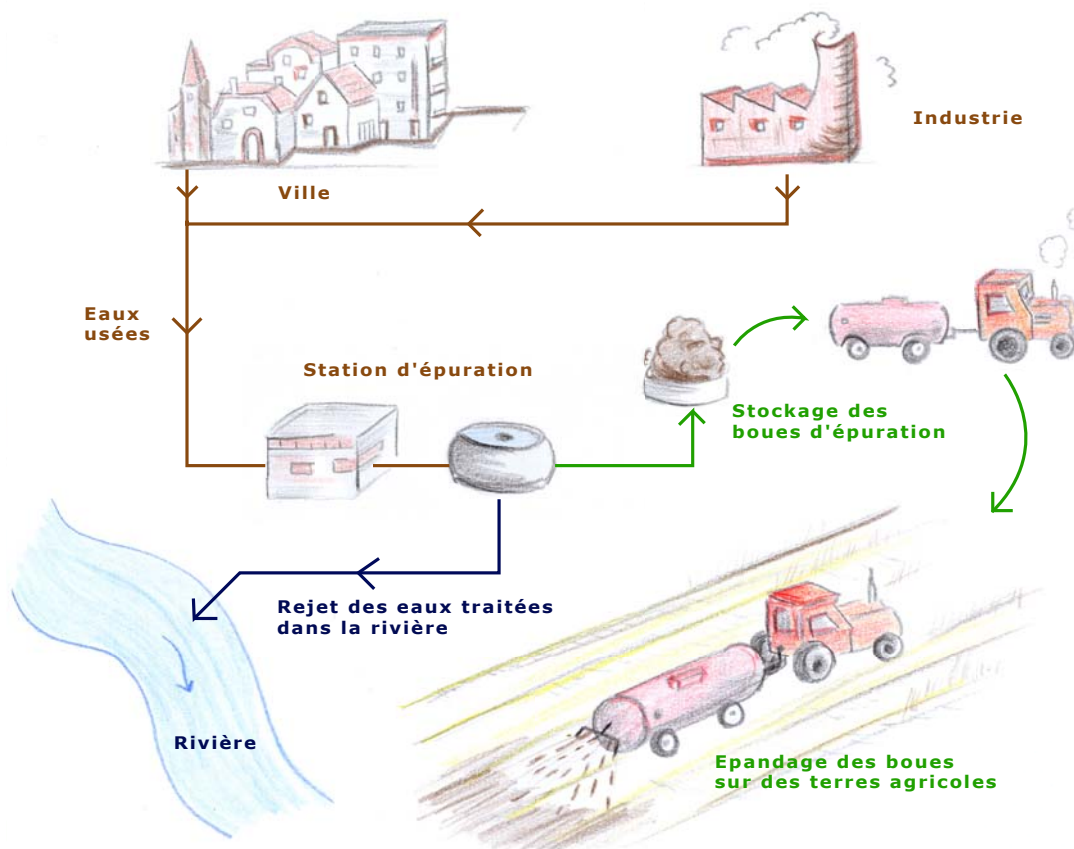 Industrie
Ville
Eaux
usées
Station d'épuration
Stockage des
boues d'épuration
Rejet des eaux traitées
dans la rivière
Rivière
Epandage des boues
sur des terres agricoles